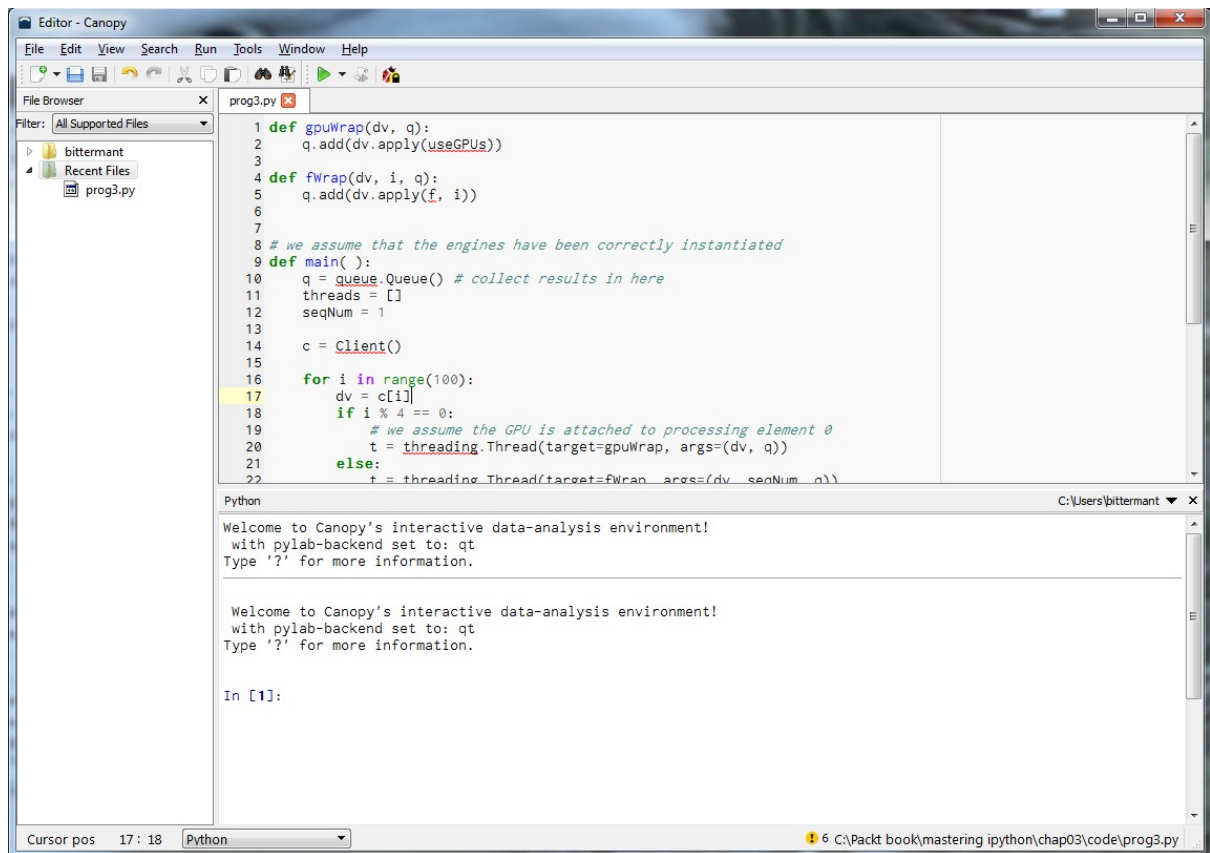 Editor - Canopy
File Edit View Search Run Tools Window Help
File Browser
Filter: All Supported Files
bittermant
Recent Files
prog3.py
prog3.py
1 def gpuWrap(dv, q):
2     q.add(dv.apply(useGPUs))
3
4 def fWrap(dv, i, q):
5     q.add(dv.apply(f, i))
6
7
8 # we assume that the engines have been correctly instantiated
9 def main( ):
10     q = queue.Queue() # collect results in here
11     threads = []
12     seqNum = 1
13
14     c = Client()
15
16     for i in range(100):
17         dv = c[i]
18         if i % 4 == 0:
19             # we assume the GPU is attached to processing element 0
20             t = threading.Thread(target=gpuWrap, args=(dv, q))
21         else:
22             t = threading.Thread(target=fWrap, args=(dv, seqNum, q))
Python C:\Users\bittermant
Welcome to Canopy's interactive data-analysis environment!
 with pylab-backend set to: qt
Type '?' for more information.
Welcome to Canopy's interactive data-analysis environment!
 with pylab-backend set to: qt
Type '?' for more information.
In [1]:
Cursor pos 17 : 18 Python 6 C:\Packt book\mastering ipython\chap03\code\prog3.py